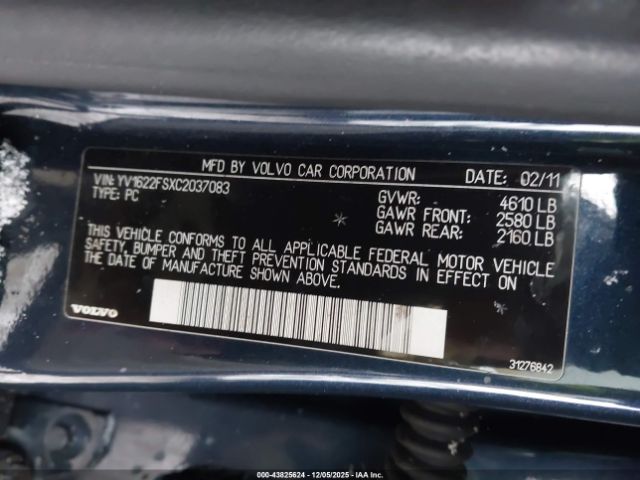 MFD BY VOLVO CAR CORPORATION DATE: 02/11
VIN: YV1622FSXC2037083
TYPE: PC
GVWR: 4610 LB
GAWR FRONT: 2580 LB
GAWR REAR: 2160 LB
THIS VEHICLE CONFORMS TO ALL APPLICABLE FEDERAL MOTOR VEHICLE
SAFETY, BUMPER AND THEFT PREVENTION STANDARDS IN EFFECT ON
THE DATE OF MANUFACTURE SHOWN ABOVE.
VOLVO
31276842
00-43825624 - 12/05/2025 - IAA Inc.